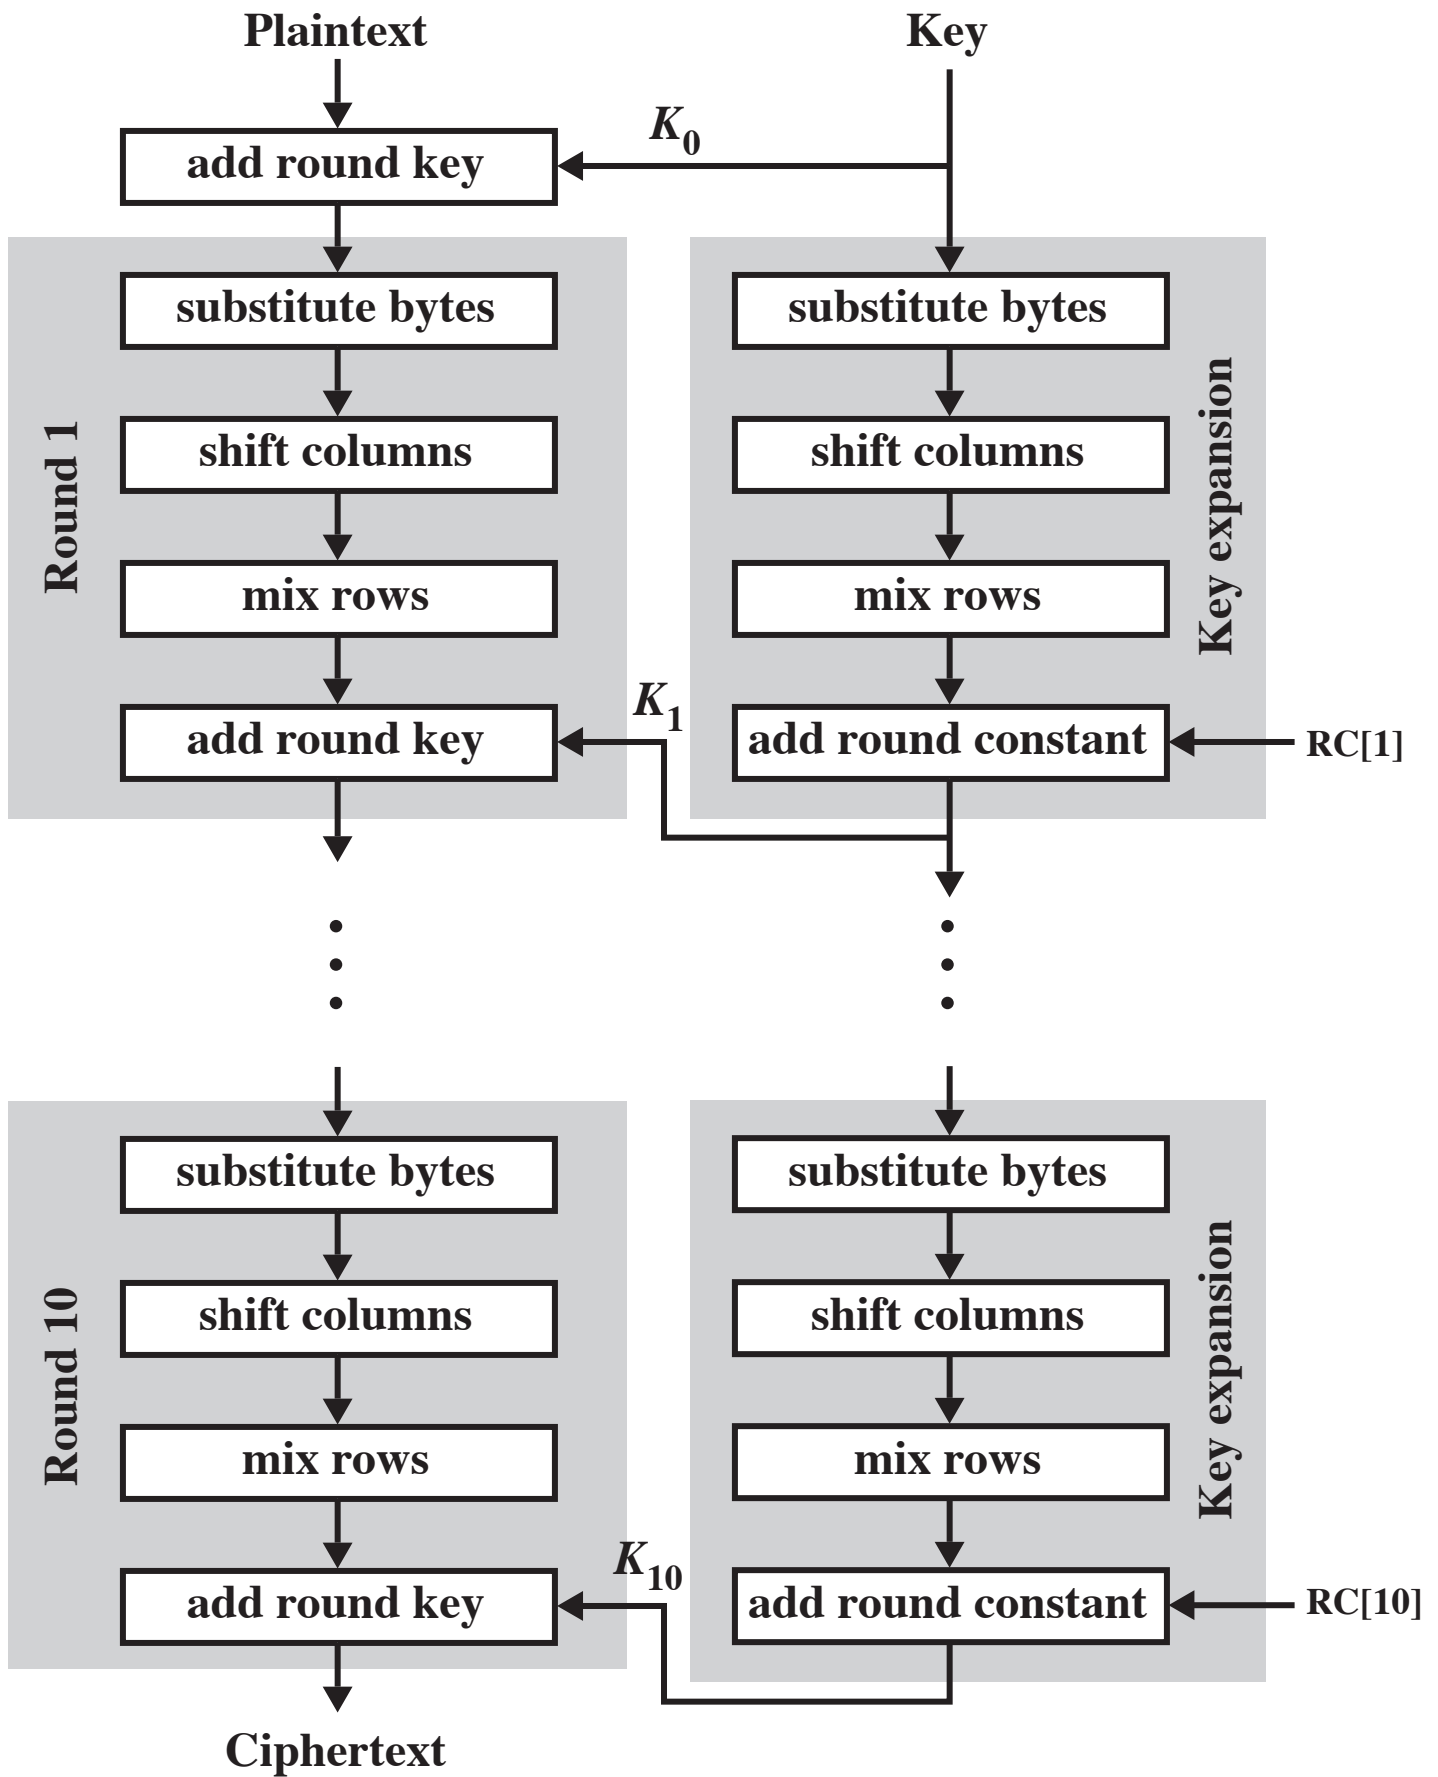 Plaintext
Key
K0
add round key
substitute bytes
shift columns
mix rows
add round key
Round 1
K1
substitute bytes
shift columns
mix rows
add round constant
Key expansion
RC[1]
substitute bytes
shift columns
mix rows
add round key
Round 10
K10
substitute bytes
shift columns
mix rows
add round constant
Key expansion
RC[10]
Ciphertext